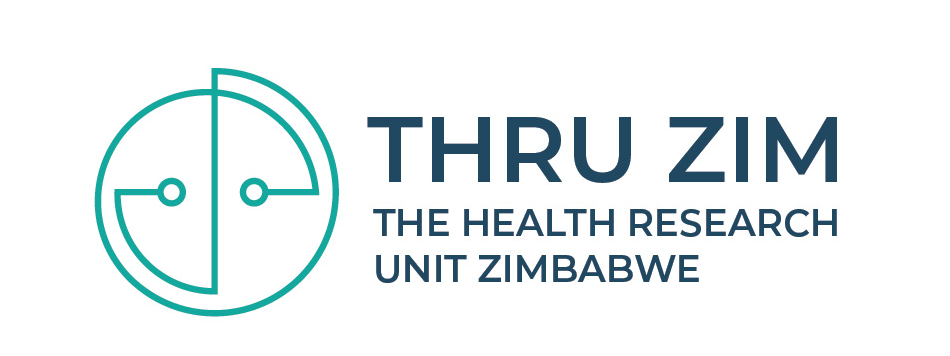 THRU ZIM
THE HEALTH RESEARCH
UNIT ZIMBABWE